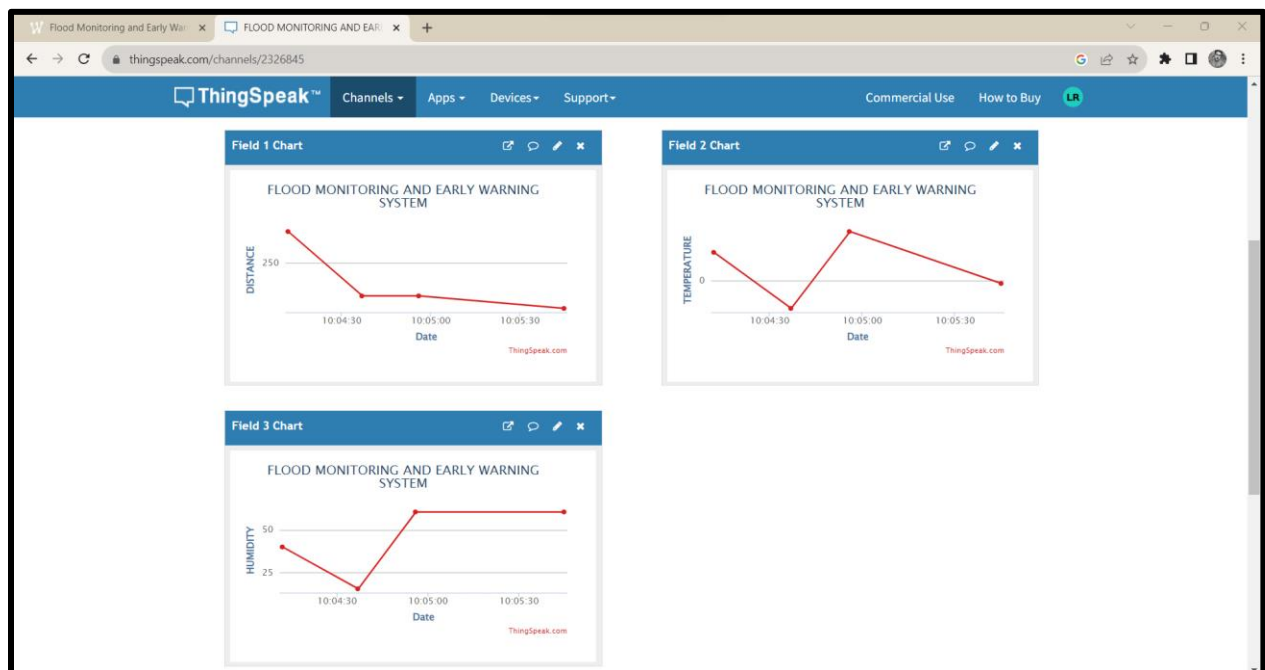 Flood Monitoring and Early War
FLOOD MONITORING AND EAR
thingspeak.com/channels/2326845
ThingSpeak™ Channels Apps Devices Support Commercial Use How to Buy LR
Field 1 Chart
FLOOD MONITORING AND EARLY WARNING
SYSTEM
DISTANCE
250
10:04:30 10:05:00 10:05:30
Date
ThingSpeak.com
Field 2 Chart
FLOOD MONITORING AND EARLY WARNING
SYSTEM
TEMPERATURE
0
10:04:30 10:05:00 10:05:30
Date
ThingSpeak.com
Field 3 Chart
FLOOD MONITORING AND EARLY WARNING
SYSTEM
HUMIDITY
50
25
10:04:30 10:05:00 10:05:30
Date
ThingSpeak.com